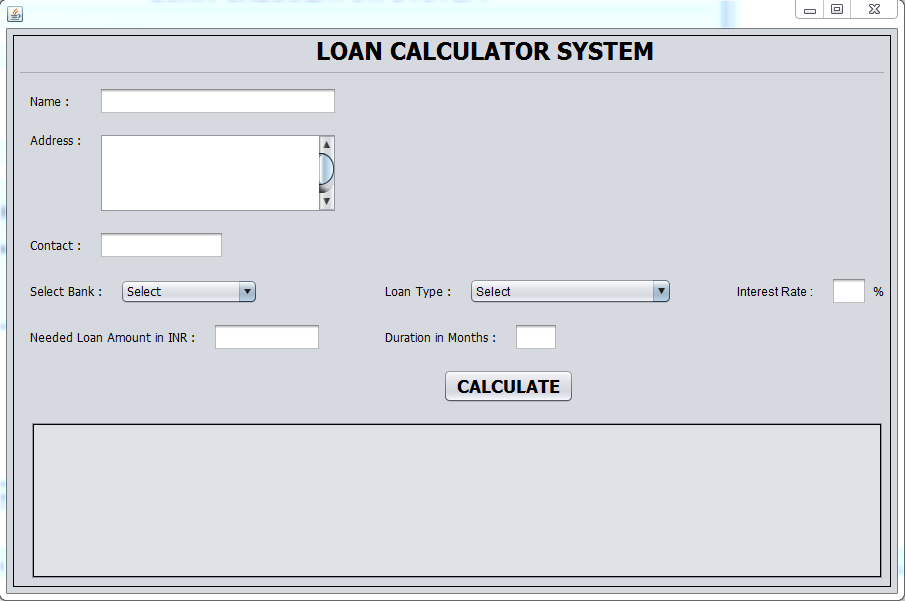 LOAN CALCULATOR SYSTEM
Name :
Address :
Contact :
Select Bank : Select Loan Type : Select Interest Rate : %
Needed Loan Amount in INR : Duration in Months :
CALCULATE